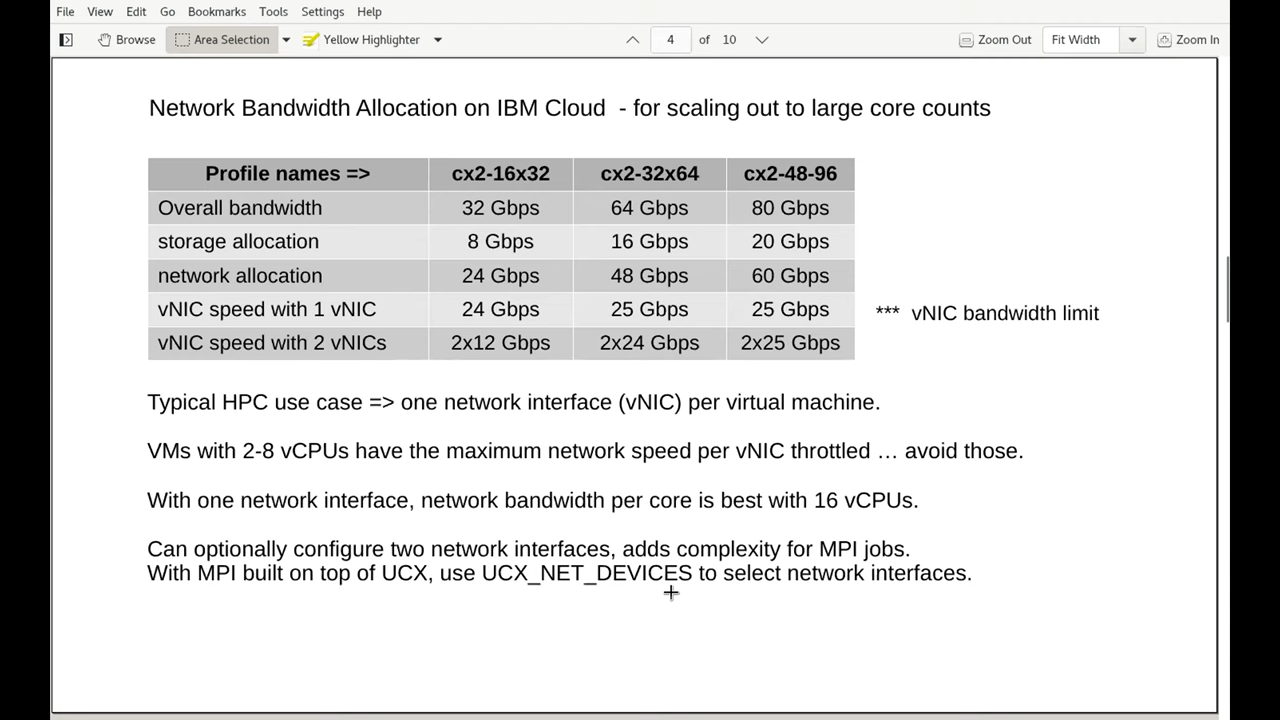 File View Edit Go Bookmarks Tools Settings Help
Browse Area Selection Yellow Highlighter 4 of 10 Zoom Out Fit Width Zoom In
Network Bandwidth Allocation on IBM Cloud - for scaling out to large core counts
Profile names => cx2-16x32 cx2-32x64 cx2-48-96
Overall bandwidth 32 Gbps 64 Gbps 80 Gbps
storage allocation 8 Gbps 16 Gbps 20 Gbps
network allocation 24 Gbps 48 Gbps 60 Gbps
vNIC speed with 1 vNIC 24 Gbps 25 Gbps 25 Gbps *** vNIC bandwidth limit
vNIC speed with 2 vNICs 2x12 Gbps 2x24 Gbps 2x25 Gbps
Typical HPC use case => one network interface (vNIC) per virtual machine.
VMs with 2-8 vCPUs have the maximum network speed per vNIC throttled … avoid those.
With one network interface, network bandwidth per core is best with 16 vCPUs.
Can optionally configure two network interfaces, adds complexity for MPI jobs.
With MPI built on top of UCX, use UCX_NET_DEVICES to select network interfaces.